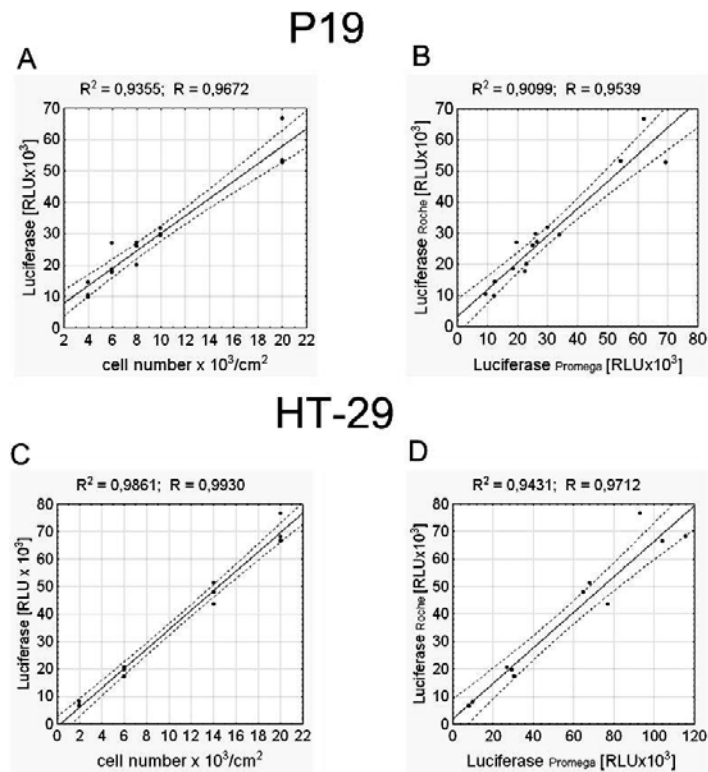 P19
A
R² = 0,9355; R = 0,9672
Luciferase [RLUx10³]
70
60
50
40
30
20
10
0
2 4 6 8 10 12 14 16 18 20 22
cell number x 10³/cm²
B
R² = 0,9099; R = 0,9539
Luciferase Roche [RLUx10³]
70
60
50
40
30
20
10
0
0 10 20 30 40 50 60 70 80
Luciferase Promega [RLUx10³]
HT-29
C
R² = 0,9861; R = 0,9930
Luciferase [RLU x 10³]
80
70
60
50
40
30
20
10
0
0 2 4 6 8 10 12 14 16 18 20 22
cell number x 10³/cm²
D
R² = 0,9431; R = 0,9712
Luciferase Roche [RLUx10³]
80
70
60
50
40
30
20
10
0
0 20 40 60 80 100 120
Luciferase Promega [RLUx10³]